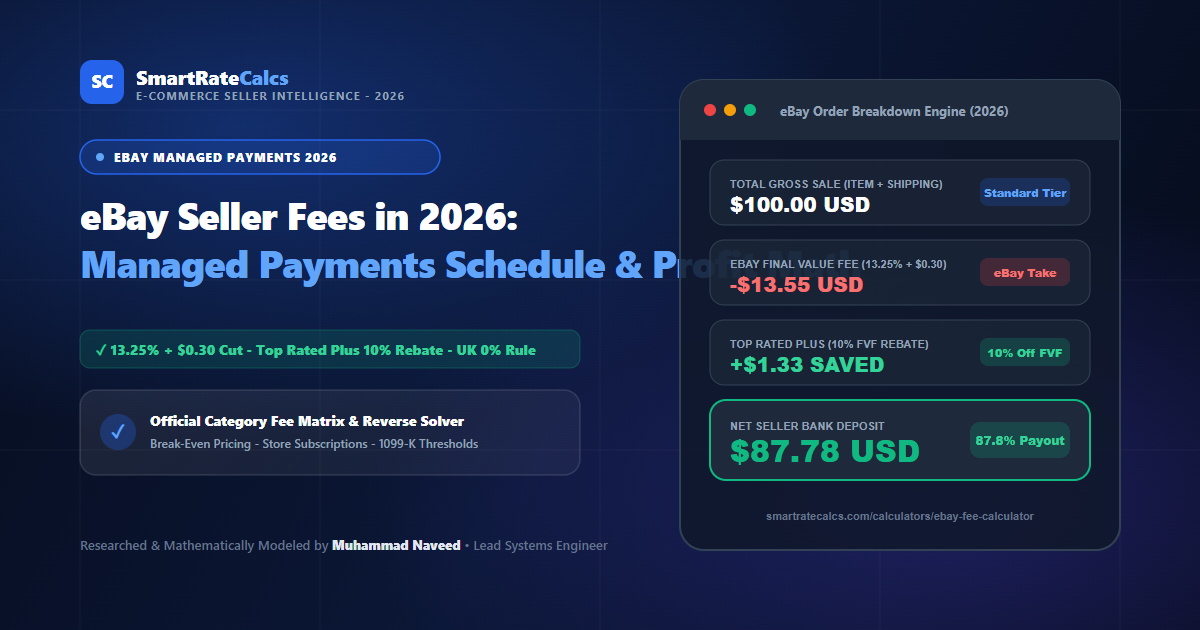 SC
SmartRateCalcs
E-COMMERCE SELLER INTELLIGENCE - 2026
EBAY MANAGED PAYMENTS 2026
eBay Seller Fees in 2026:
Managed Payments Schedule & Profit
✓ 13.25% + $0.30 Cut - Top Rated Plus 10% Rebate - UK 0% Rule
✓
Official Category Fee Matrix & Reverse Solver
Break-Even Pricing - Store Subscriptions - 1099-K Thresholds
Researched & Mathematically Modeled by Muhammad Naveed • Lead Systems Engineer
eBay Order Breakdown Engine (2026)
TOTAL GROSS SALE (ITEM + SHIPPING)
$100.00 USD
Standard Tier
EBAY FINAL VALUE FEE (13.25% + $0.30)
-$13.55 USD
eBay Take
TOP RATED PLUS (10% FVF REBATE)
+$1.33 SAVED
10% Off FVF
NET SELLER BANK DEPOSIT
$87.78 USD
87.8% Payout
smartratecalcs.com/calculators/ebay-fee-calculator